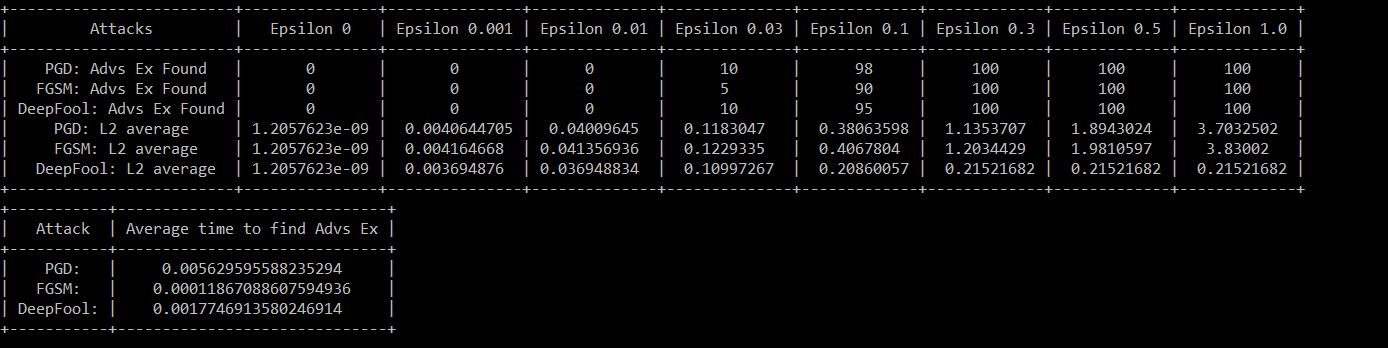 +------------------------+---------------+---------------+--------------+--------------+-------------+-------------+-------------+-------------+
|        Attacks         |   Epsilon 0   | Epsilon 0.001 | Epsilon 0.01 | Epsilon 0.03 | Epsilon 0.1 | Epsilon 0.3 | Epsilon 0.5 | Epsilon 1.0 |
+------------------------+---------------+---------------+--------------+--------------+-------------+-------------+-------------+-------------+
|   PGD: Advs Ex Found   |       0       |       0       |      0       |      10      |     98      |     100     |     100     |     100     |
|  FGSM: Advs Ex Found   |       0       |       0       |      0       |      5       |     90      |     100     |     100     |     100     |
| DeepFool: Advs Ex Found |       0       |       0       |      0       |      10      |     95      |     100     |     100     |     100     |
|    PGD: L2 average     | 1.2057623e-09 |  0.0040644705 |  0.04009645  |  0.1183047   |  0.38063598 |  1.1353707  |  1.8943024  |  3.7032502  |
|    FGSM: L2 average    | 1.2057623e-09 |  0.004164668  | 0.041356936  |  0.1229335   |  0.4067804  |  1.2034429  |  1.9810597  |   3.83002   |
|  DeepFool: L2 average  | 1.2057623e-09 |  0.003694876  | 0.036948834  |  0.10997267  |  0.20860057 |  0.21521682 |  0.21521682 |  0.21521682 |
+------------------------+---------------+---------------+--------------+--------------+-------------+-------------+-------------+-------------+
+-----------+-----------------------------+
|   Attack  | Average time to find Advs Ex |
+-----------+-----------------------------+
|    PGD:   |     0.005629595588235294     |
|   FGSM:   |    0.00011867088607594936    |
| DeepFool: |    0.0017746913580246914     |
+-----------+-----------------------------+